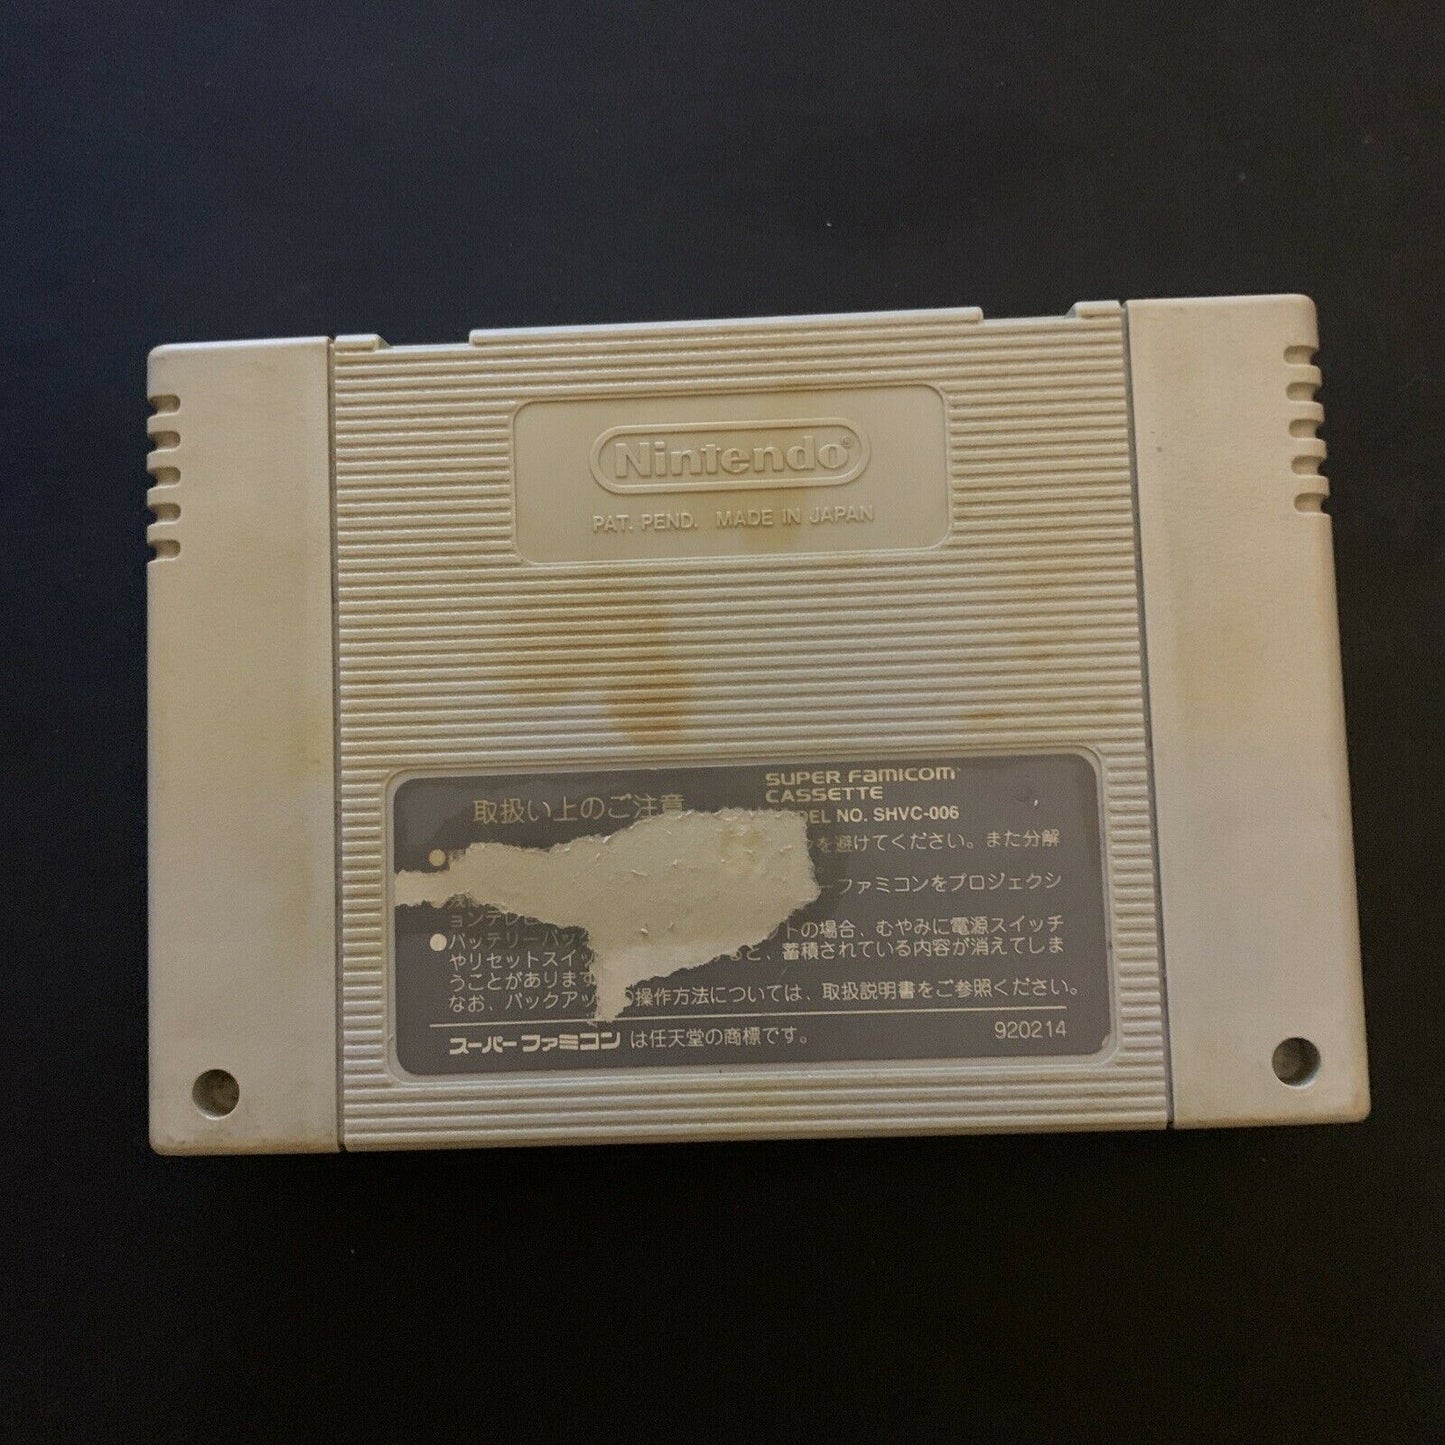 Nintendo®
PAT. PEND. MADE IN JAPAN
SUPER FAMICOM
CASSETTE
取扱い上のご注意
DEL NO. SHVC-006
を避けてください。また分解
ーファミコンをプロジェクシ
ョンテレビ
●バッテリーバッ トの場合、むやみに電源スイッチ
やリセットスイッ と、蓄積されている内容が消えてしま
うことがあります
なお、バックアッ の操作方法については、取扱説明書をご参照ください。
スーパーファミコン は任天堂の商標です。 920214